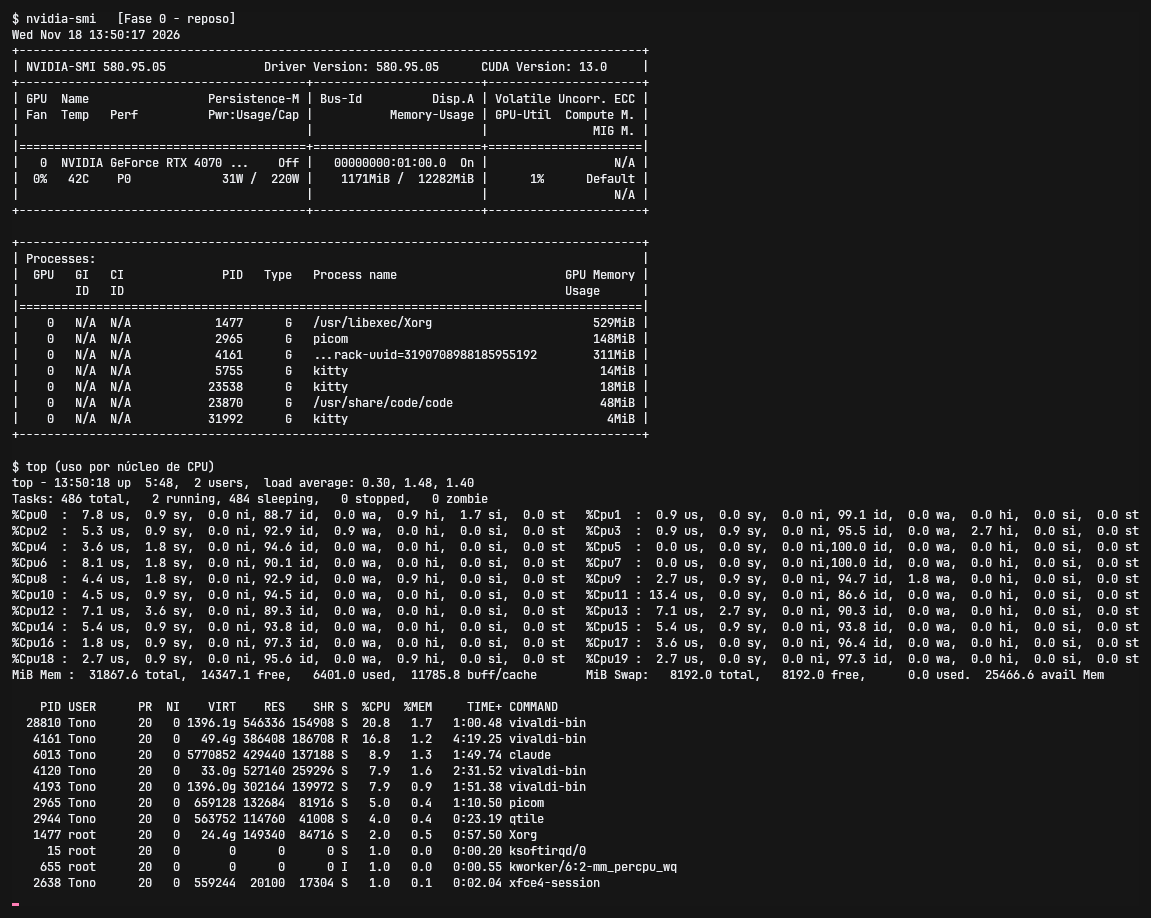 $ nvidia-smi   [Fase 0 - reposo]
Wed Nov 18 13:50:17 2026
+-----------------------------------------------------------------------------------------+
| NVIDIA-SMI 580.95.05              Driver Version: 580.95.05      CUDA Version: 13.0     |
+-----------------------------------------+------------------------+----------------------+
| GPU  Name                 Persistence-M | Bus-Id          Disp.A | Volatile Uncorr. ECC |
| Fan  Temp   Perf          Pwr:Usage/Cap |           Memory-Usage | GPU-Util  Compute M. |
|                                         |                        |               MIG M. |
|=========================================+========================+======================|
|   0  NVIDIA GeForce RTX 4070 ...    Off |   00000000:01:00.0  On |                  N/A |
|  0%   42C    P0             31W /  220W |    1171MiB /  12282MiB |      1%      Default |
|                                         |                        |                  N/A |
+-----------------------------------------+------------------------+----------------------+
+-----------------------------------------------------------------------------------------+
| Processes:                                                                              |
|  GPU   GI   CI              PID   Type   Process name                        GPU Memory |
|        ID   ID                                                               Usage      |
|=========================================================================================|
|    0   N/A  N/A            1477      G   /usr/libexec/Xorg                       529MiB |
|    0   N/A  N/A            2965      G   picom                                   148MiB |
|    0   N/A  N/A            4161      G   ...rack-uuid=3190708988185955192        311MiB |
|    0   N/A  N/A            5755      G   kitty                                    14MiB |
|    0   N/A  N/A           23538      G   kitty                                    18MiB |
|    0   N/A  N/A           23870      G   /usr/share/code/code                     48MiB |
|    0   N/A  N/A           31992      G   kitty                                     4MiB |
+-----------------------------------------------------------------------------------------+
$ top (uso por núcleo de CPU)
top - 13:50:18 up  5:48,  2 users,  load average: 0.30, 1.48, 1.40
Tasks: 486 total,   2 running, 484 sleeping,   0 stopped,   0 zombie
%Cpu0  :  7.8 us,  0.9 sy,  0.0 ni, 88.7 id,  0.0 wa,  0.9 hi,  1.7 si,  0.0 st   %Cpu1  :  0.9 us,  0.0 sy,  0.0 ni, 99.1 id,  0.0 wa,  0.0 hi,  0.0 si,  0.0 st
%Cpu2  :  5.3 us,  0.9 sy,  0.0 ni, 92.9 id,  0.9 wa,  0.0 hi,  0.0 si,  0.0 st   %Cpu3  :  0.9 us,  0.9 sy,  0.0 ni, 95.5 id,  0.0 wa,  2.7 hi,  0.0 si,  0.0 st
%Cpu4  :  3.6 us,  1.8 sy,  0.0 ni, 94.6 id,  0.0 wa,  0.0 hi,  0.0 si,  0.0 st   %Cpu5  :  0.0 us,  0.0 sy,  0.0 ni,100.0 id,  0.0 wa,  0.0 hi,  0.0 si,  0.0 st
%Cpu6  :  8.1 us,  1.8 sy,  0.0 ni, 90.1 id,  0.0 wa,  0.0 hi,  0.0 si,  0.0 st   %Cpu7  :  0.0 us,  0.0 sy,  0.0 ni,100.0 id,  0.0 wa,  0.0 hi,  0.0 si,  0.0 st
%Cpu8  :  4.4 us,  1.8 sy,  0.0 ni, 92.9 id,  0.0 wa,  0.9 hi,  0.0 si,  0.0 st   %Cpu9  :  2.7 us,  0.9 sy,  0.0 ni, 94.7 id,  1.8 wa,  0.0 hi,  0.0 si,  0.0 st
%Cpu10 :  4.5 us,  0.9 sy,  0.0 ni, 94.5 id,  0.0 wa,  0.0 hi,  0.0 si,  0.0 st   %Cpu11 : 13.4 us,  0.0 sy,  0.0 ni, 86.6 id,  0.0 wa,  0.0 hi,  0.0 si,  0.0 st
%Cpu12 :  7.1 us,  3.6 sy,  0.0 ni, 89.3 id,  0.0 wa,  0.0 hi,  0.0 si,  0.0 st   %Cpu13 :  7.1 us,  2.7 sy,  0.0 ni, 90.3 id,  0.0 wa,  0.0 hi,  0.0 si,  0.0 st
%Cpu14 :  5.4 us,  0.9 sy,  0.0 ni, 93.8 id,  0.0 wa,  0.0 hi,  0.0 si,  0.0 st   %Cpu15 :  5.4 us,  0.9 sy,  0.0 ni, 93.8 id,  0.0 wa,  0.0 hi,  0.0 si,  0.0 st
%Cpu16 :  1.8 us,  0.9 sy,  0.0 ni, 97.3 id,  0.0 wa,  0.0 hi,  0.0 si,  0.0 st   %Cpu17 :  3.6 us,  0.0 sy,  0.0 ni, 96.4 id,  0.0 wa,  0.0 hi,  0.0 si,  0.0 st
%Cpu18 :  2.7 us,  0.9 sy,  0.0 ni, 95.6 id,  0.0 wa,  0.9 hi,  0.0 si,  0.0 st   %Cpu19 :  2.7 us,  0.0 sy,  0.0 ni, 97.3 id,  0.0 wa,  0.0 hi,  0.0 si,  0.0 st
MiB Mem :  31867.6 total,  14347.1 free,   6401.0 used,  11785.8 buff/cache       MiB Swap:   8192.0 total,   8192.0 free,      0.0 used.  25466.6 avail Mem
    PID USER      PR  NI    VIRT    RES    SHR S  %CPU  %MEM     TIME+ COMMAND
  28810 Tono      20   0 1396.1g 546336 154908 S  20.8   1.7   1:00.48 vivaldi-bin
   4161 Tono      20   0   49.4g 386408 186708 R  16.8   1.2   4:19.25 vivaldi-bin
   6013 Tono      20   0 5770852 429440 137188 S   8.9   1.3   1:49.74 claude
   4120 Tono      20   0   33.0g 527140 259296 S   7.9   1.6   2:31.52 vivaldi-bin
   4193 Tono      20   0 1396.0g 302164 139972 S   7.9   0.9   1:51.38 vivaldi-bin
   2965 Tono      20   0  659128 132684  81916 S   5.0   0.4   1:10.50 picom
   2944 Tono      20   0  563752 114760  41008 S   4.0   0.4   0:23.19 qtile
   1477 root      20   0   24.4g 149340  84716 S   2.0   0.5   0:57.50 Xorg
     15 root      20   0       0      0      0 S   1.0   0.0   0:00.20 ksoftirqd/0
    655 root      20   0       0      0      0 I   1.0   0.0   0:00.55 kworker/6:2-mm_percpu_wq
   2638 Tono      20   0  559244  20100  17304 S   1.0   0.1   0:02.04 xfce4-session